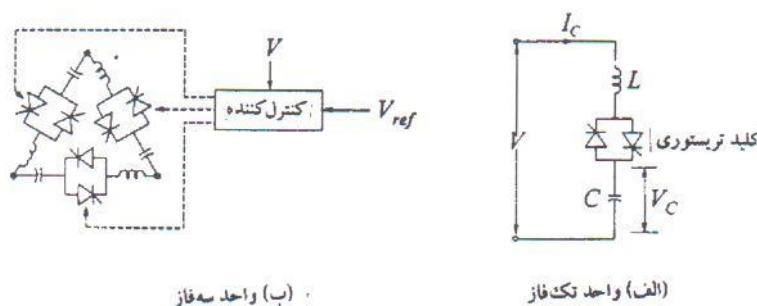 I_C
L
V
کلید تریستوری
C
V_C
(الف) واحد تک‌فاز
V
کنترل‌کننده
V_ref
(ب) واحد سه‌فاز